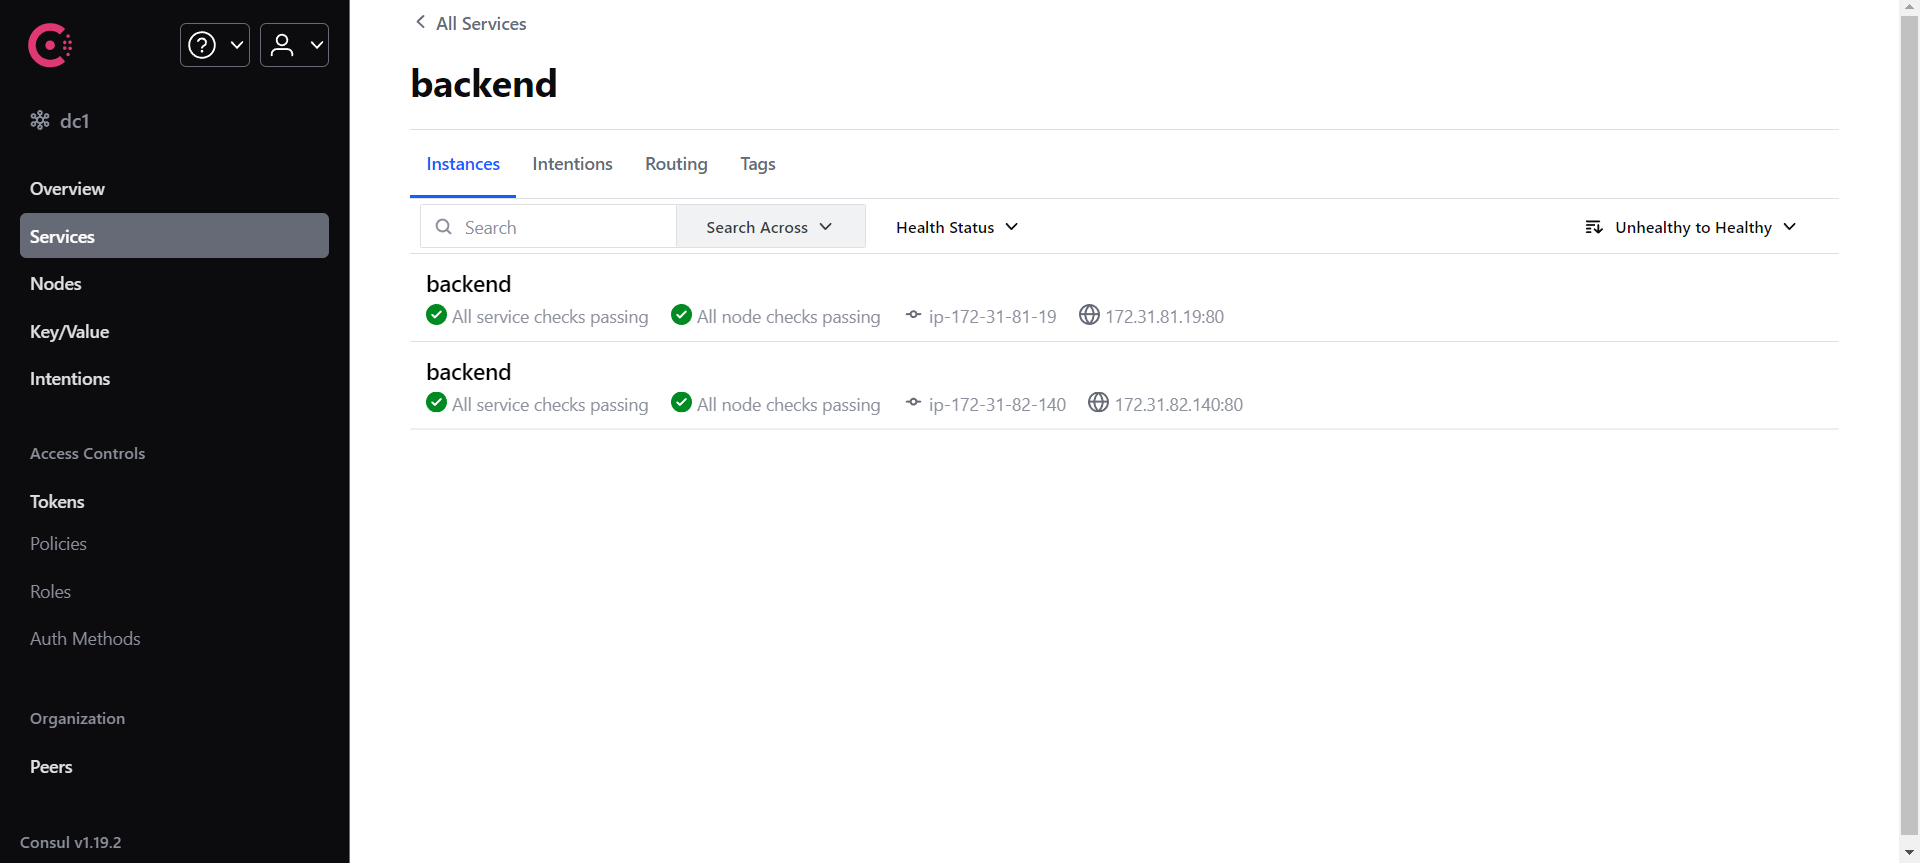 dc1
Overview
Services
Nodes
Key/Value
Intentions
Access Controls
Tokens
Policies
Roles
Auth Methods
Organization
Peers
Consul v1.19.2
All Services
backend
Instances Intentions Routing Tags
Search Search Across Health Status Unhealthy to Healthy
backend
All service checks passing All node checks passing ip-172-31-81-19 172.31.81.19:80
backend
All service checks passing All node checks passing ip-172-31-82-140 172.31.82.140:80